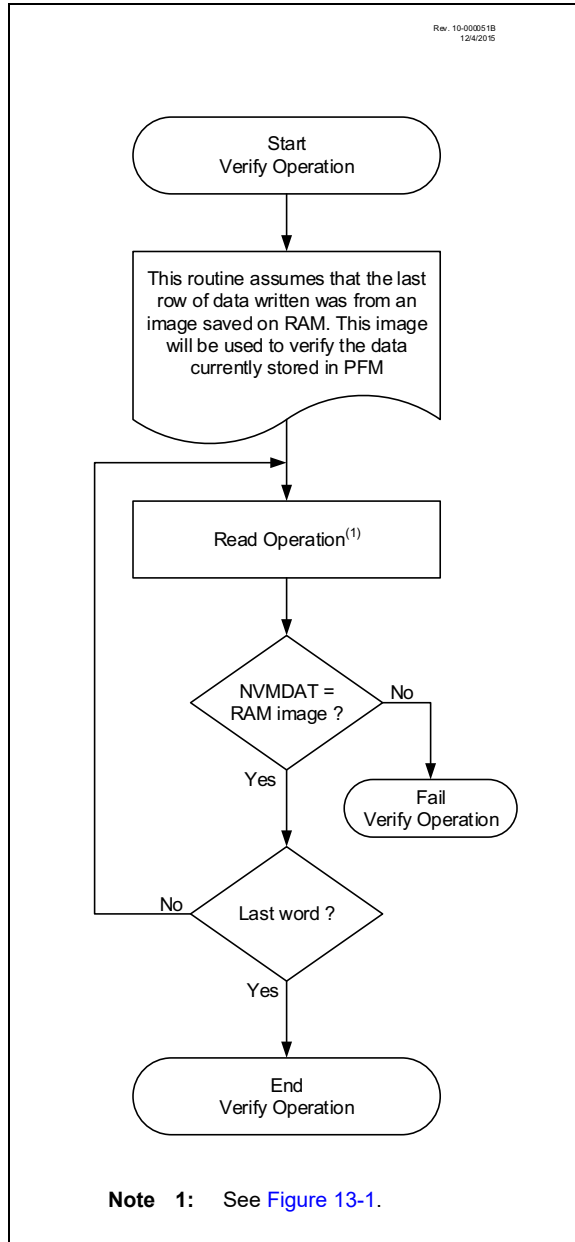 Rev. 10-000051B
12/4/2015
Start
Verify Operation
This routine assumes that the last
row of data written was from an
image saved on RAM. This image
will be used to verify the data
currently stored in PFM
Read Operation(1)
NVMDAT =
RAM image ?
No
Yes
Fail
Verify Operation
Last word ?
No
Yes
End
Verify Operation
Note 1: See Figure 13-1.